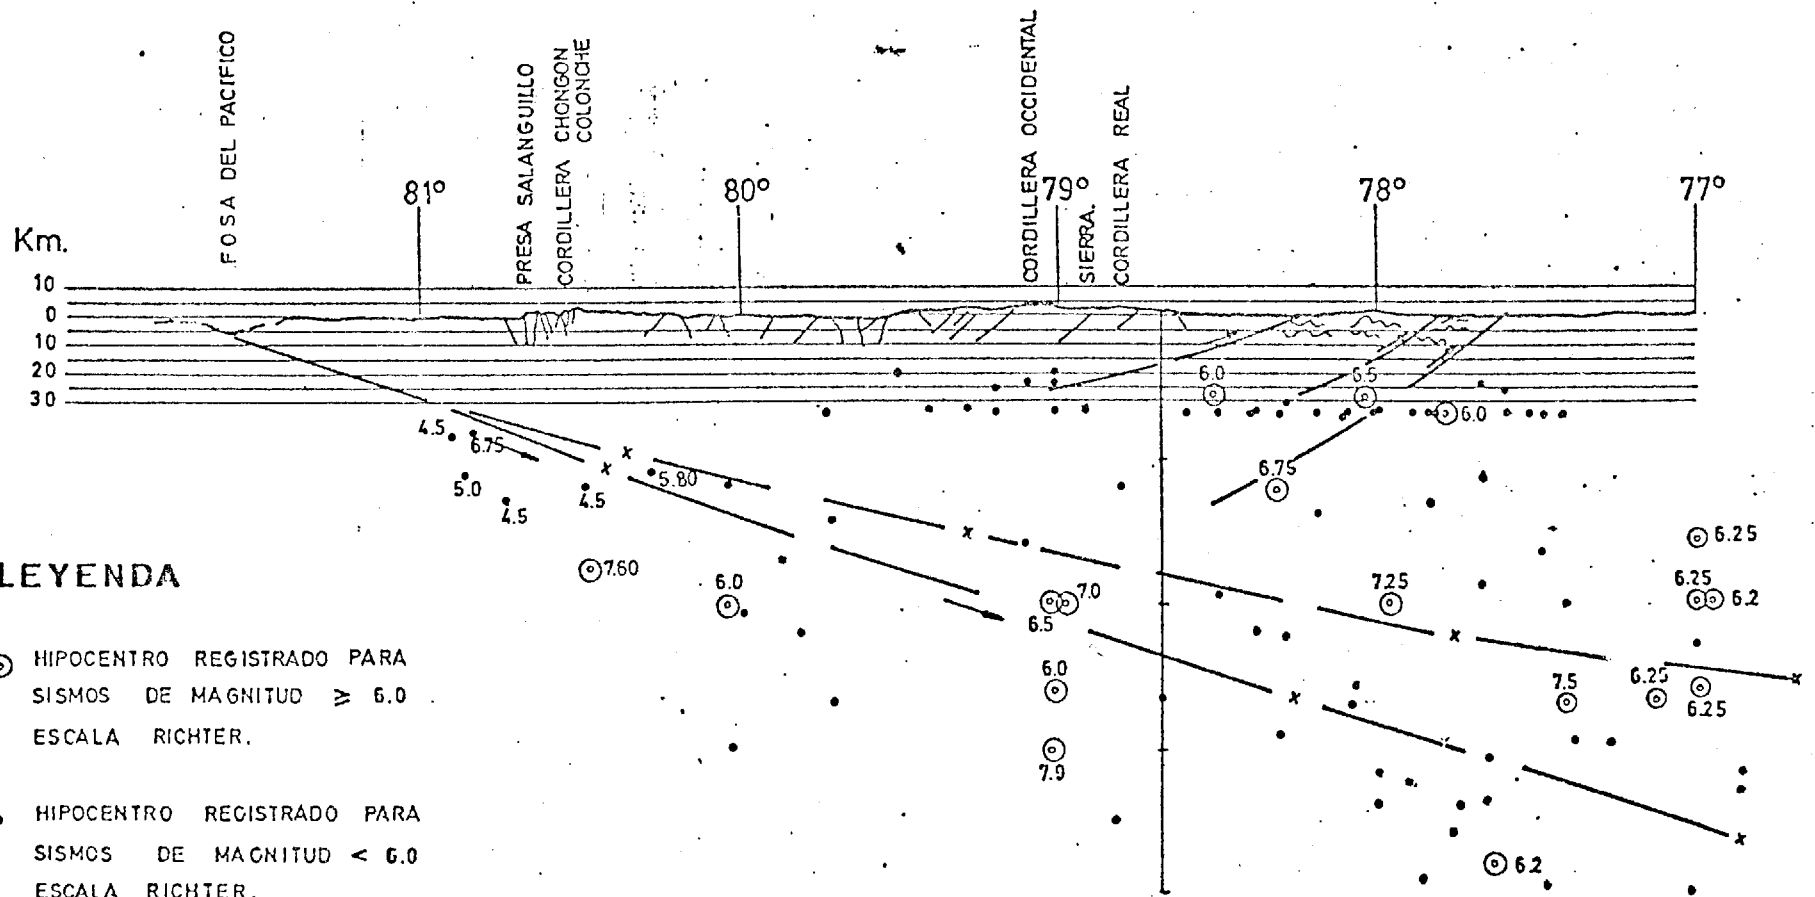 FOSA DEL PACIFICO
PRESA SALANGUILLO
CORDILLERA CHONGON
COLONCHE
CORDILLERA OCCIDENTAL
SIERRA.
CORDILLERA REAL
81° 80° 79° 78° 77°
Km.
10
0
10
20
30
6.0 6.5
6.0
4.5 6.75
5.80
5.0
4.5 4.5
6.75
7.60
6.0
7.0
6.5
7.25
6.25
6.25 6.2
6.0
7.9
7.5 6.25
6.25
6.2
LEYENDA
HIPOCENTRO REGISTRADO PARA
SISMOS DE MAGNITUD ≥ 6.0
ESCALA RICHTER.
HIPOCENTRO REGISTRADO PARA
SISMOS DE MAGNITUD < 6.0
ESCALA RICHTER.